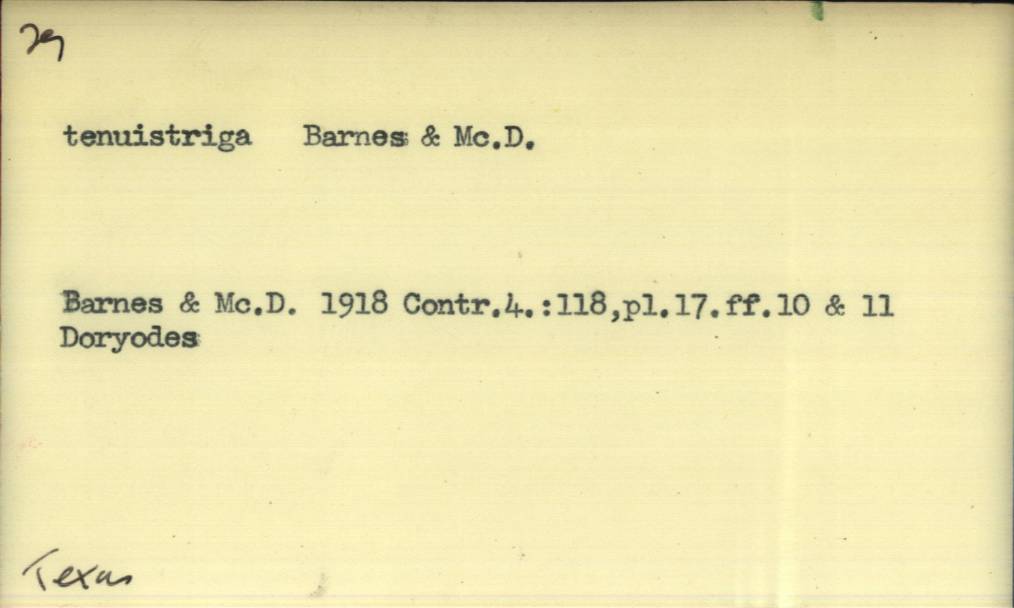 29
tenuistriga Barnes & Mc.D.
Barnes & Mc.D. 1918 Contr.4.:118,pl.17.ff.10 & 11
Doryodes
Texas